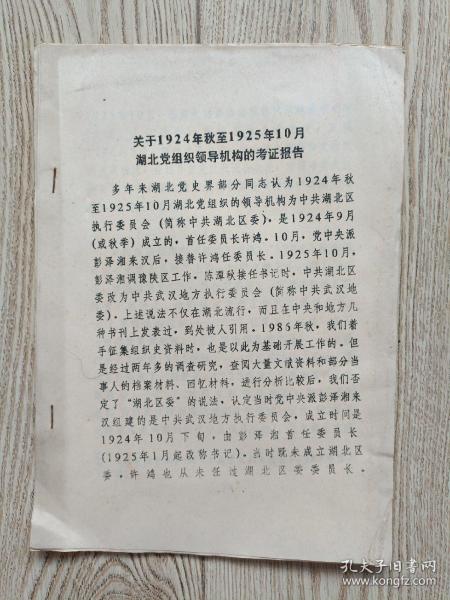 关于1924年秋至1925年10月
湖北党组织领导机构的考证报告
多年来湖北党史界部分同志认为1924年秋
至1925年10月湖北党组织的领导机构为中共湖北区
执行委员会（简称中共湖北区委），是1924年9月
（或秋季）成立的，首任委员长许鸿。10月，党中央派
彭泽湘来汉后，接替许鸿任委员长。1925年10月，
彭泽湘调豫陕区工作，陈潭秋接任书记时，中共湖北区
委改为中共武汉地方执行委员会（简称中共武汉地
委）。上述说法不仅在湖北流行，而且在中央和地方几
种书刊上发表过，到处被人引用。1986年秋，我们着
手征集组织史资料时，也是以此为基础开展工作的。但
是经过两年多的调查研究，查阅大量文献资料和部分当
事人的档案材料、回忆材料，进行分析比较后，我们否
定了“湖北区委”的说法，认定当时党中央派彭泽湘来
汉组建的是中共武汉地方执行委员会，成立时间是
1924年10月下旬，由彭泽湘首任委员长
（1925年1月起改称书记）。当时既未成立湖北区
委，许鸿也从未任过湖北区委委员长。
孔夫子旧书网
www.kongfz.com